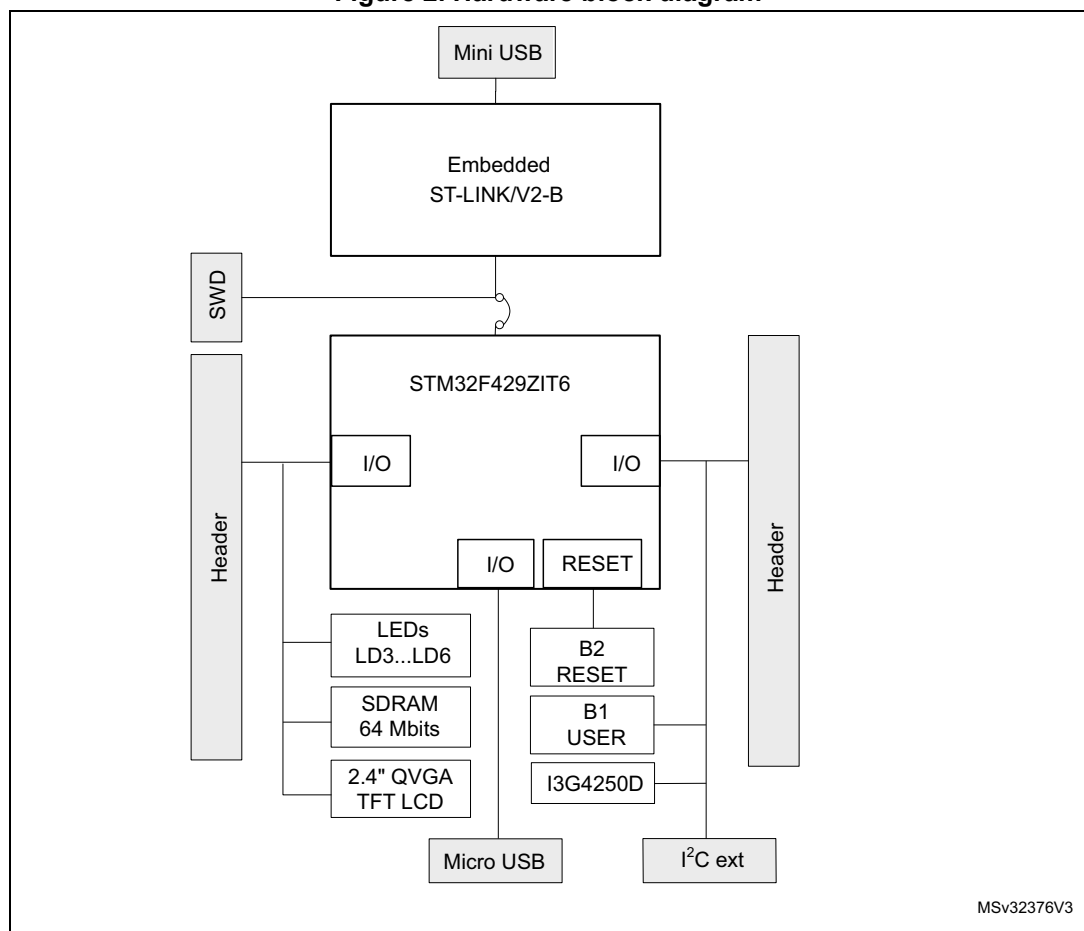 Figure 2. Hardware block diagram
Mini USB
Embedded
ST-LINK/V2-B
SWD
STM32F429ZIT6
I/O
I/O
Header
Header
I/O
RESET
LEDs
LD3...LD6
B2
RESET
SDRAM
64 Mbits
B1
USER
2.4" QVGA
TFT LCD
I3G4250D
Micro USB
I²C ext
MSv32376V3